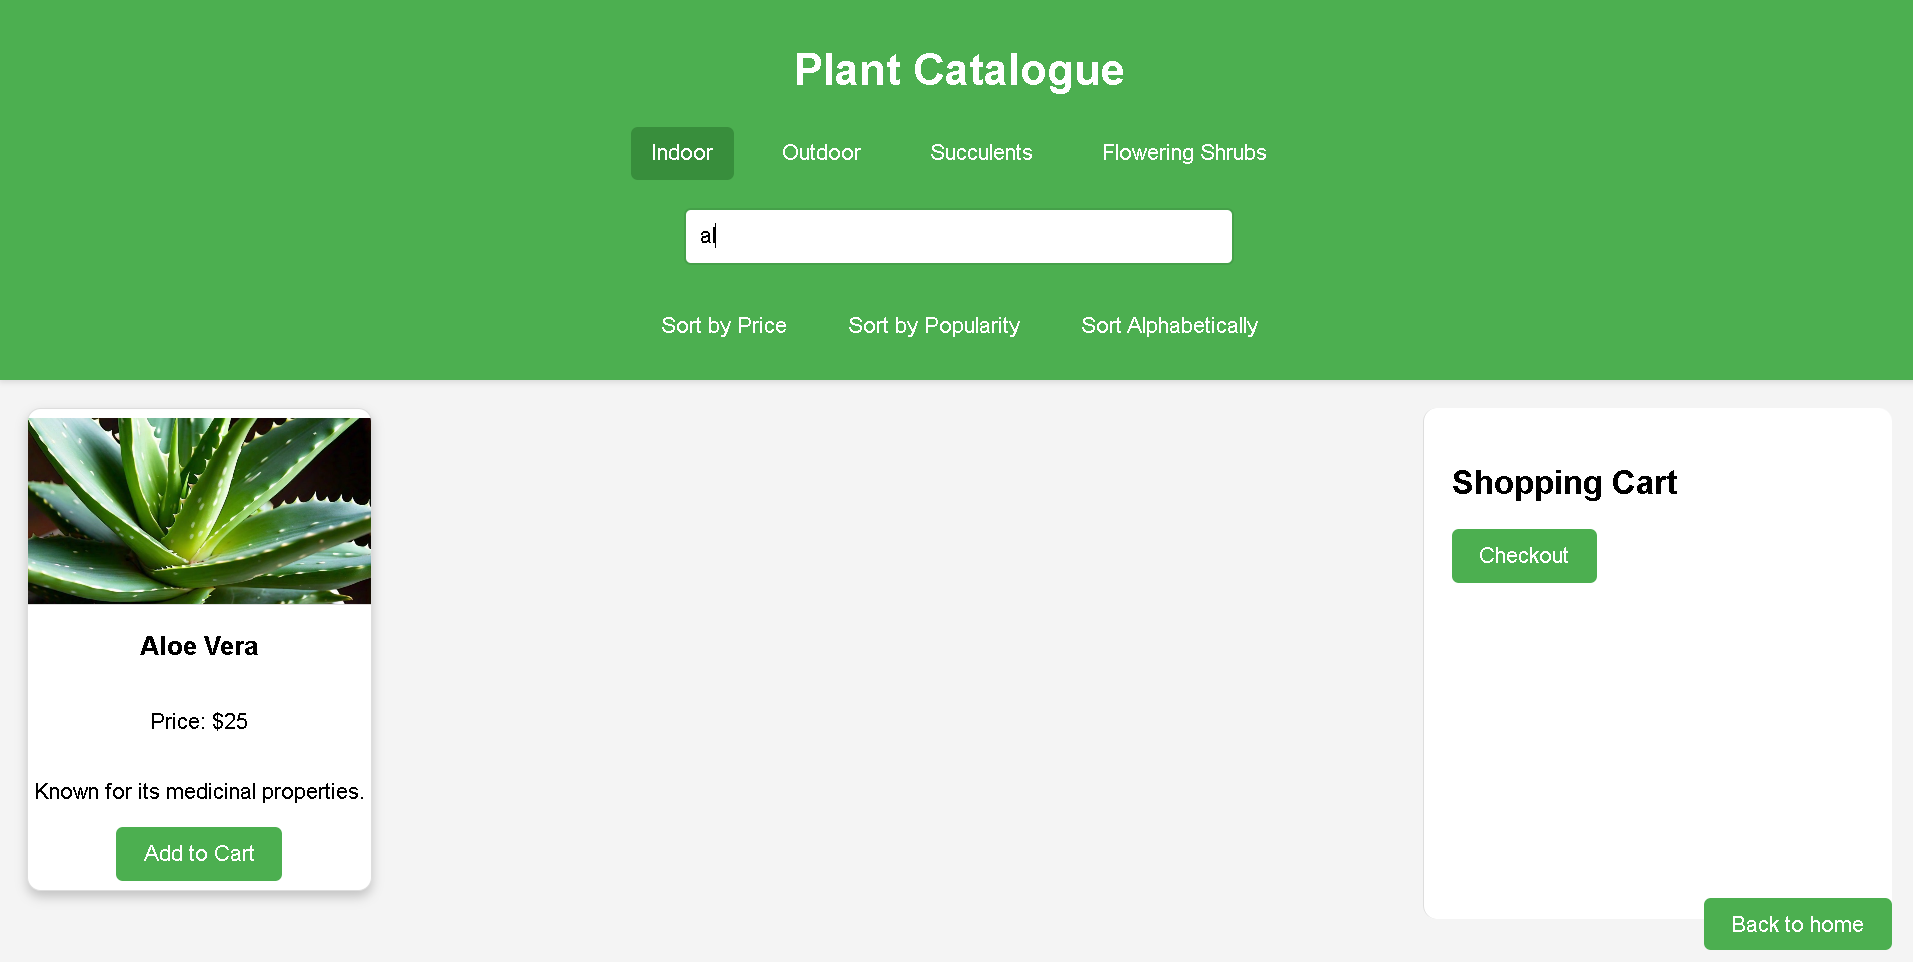 Plant Catalogue
Indoor
Outdoor
Succulents
Flowering Shrubs
al
Sort by Price
Sort by Popularity
Sort Alphabetically
Aloe Vera
Price: $25
Known for its medicinal properties.
Add to Cart
Shopping Cart
Checkout
Back to home